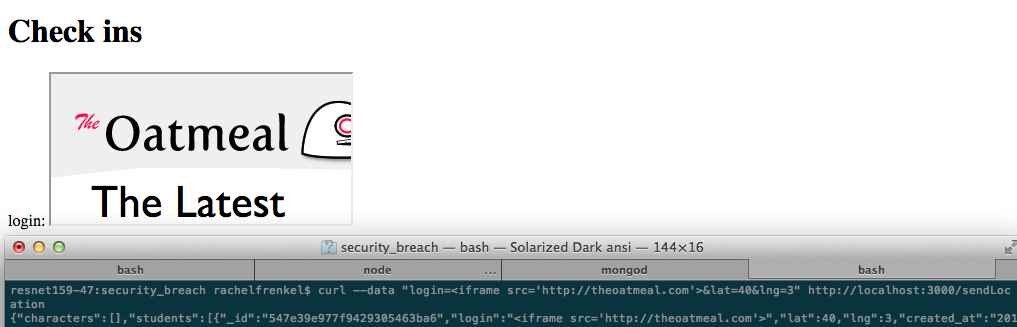 Check ins
The Oatmeal
The Latest
login:
security_breach — bash — Solarized Dark ansi — 144×16
bash node ... mongod bash
resnet159-47:security_breach rachelfrenkel$ curl --data "login=<iframe src='http://theoatmeal.com'>&lat=40&lng=3" http://localhost:3000/sendLoc
ation
{"characters":[],"students":[{"_id":"547e39e977f9429305463ba6","login":"<iframe src='http://theoatmeal.com'>","lat":40,"lng":3,"created_at":"201